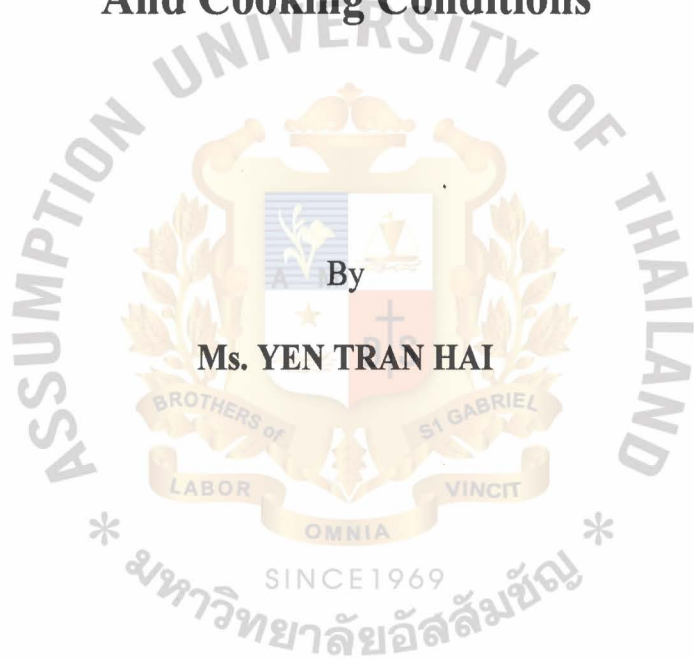 And Cooking Conditions
UNIVERSITY OF THAILAND
ASSUMPTION
By
Ms. YEN TRAN HAI
BROTHERS of ST GABRIEL
LABOR VINCIT
OMNIA
SINCE1969
มหาวิทยาลัยอัสสัมชัญ